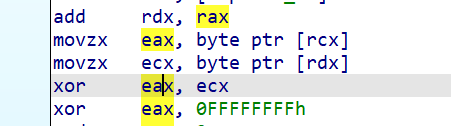 add rdx, rax
movzx eax, byte ptr [rcx]
movzx ecx, byte ptr [rdx]
xor eax, ecx
xor eax, 0FFFFFFFFh